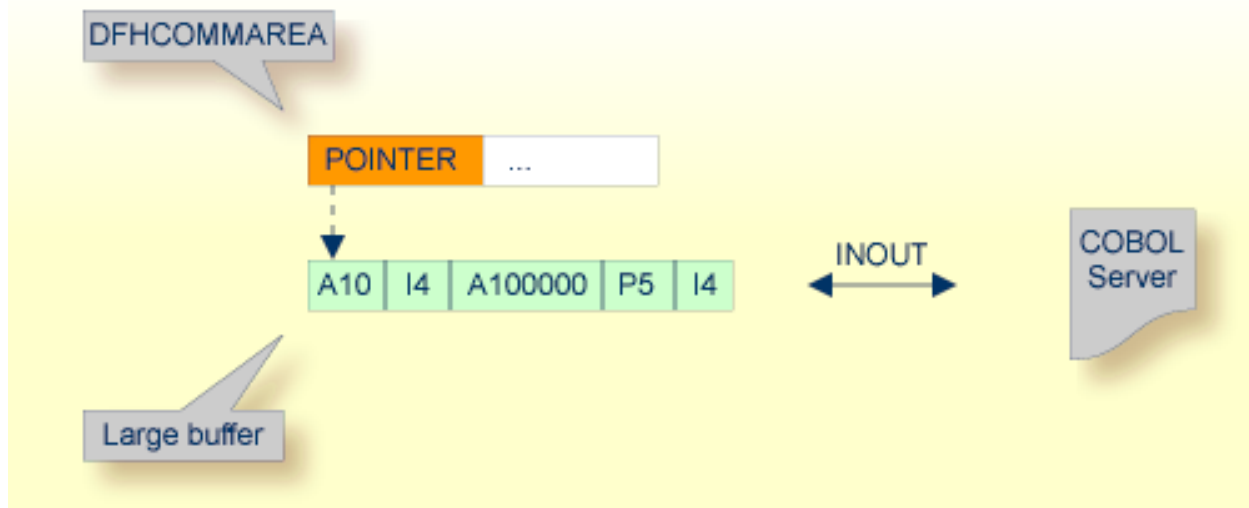 DFHCOMMAREA
POINTER ...
A10 I4 A100000 P5 I4
INOUT
COBOL
Server
Large buffer